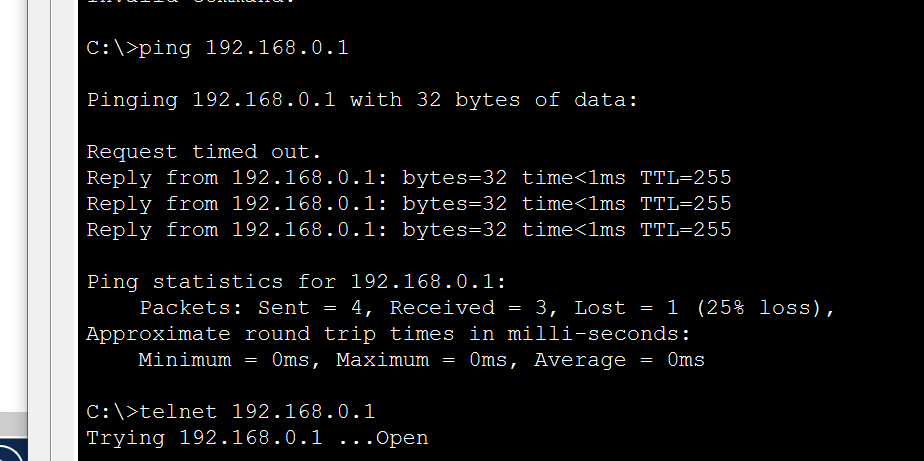 C:\>ping 192.168.0.1
Pinging 192.168.0.1 with 32 bytes of data:
Request timed out.
Reply from 192.168.0.1: bytes=32 time<1ms TTL=255
Reply from 192.168.0.1: bytes=32 time<1ms TTL=255
Reply from 192.168.0.1: bytes=32 time<1ms TTL=255
Ping statistics for 192.168.0.1:
Packets: Sent = 4, Received = 3, Lost = 1 (25% loss),
Approximate round trip times in milli-seconds:
Minimum = 0ms, Maximum = 0ms, Average = 0ms
C:\>telnet 192.168.0.1
Trying 192.168.0.1 ...Open